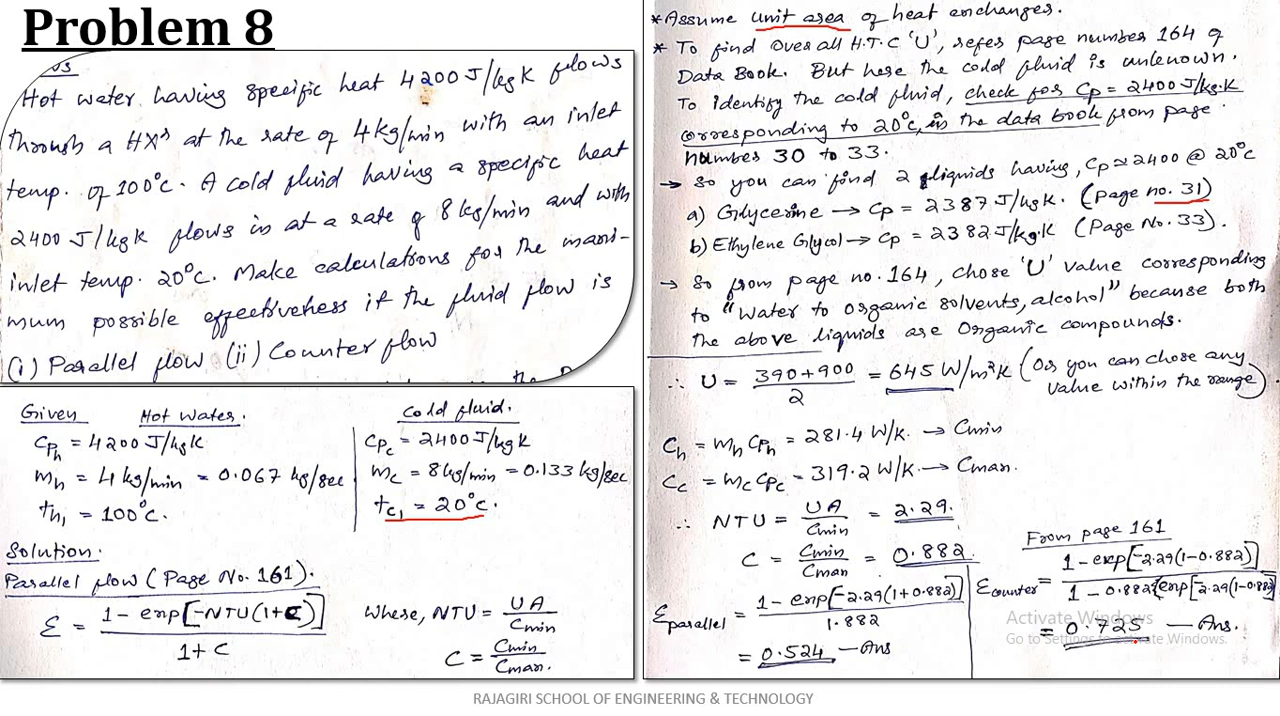 Problem 8
Hot water having specific heat 4200 J/kgK flows
through a HXr at the rate of 4kg/min with an inlet
temp. of 100°C. A cold fluid having a specific heat
2400 J/kgK flows in at a rate of 8 kg/min and with
inlet temp. 20°C. Make calculations for the maxi-
mum possible effectiveness if the fluid flow is
(i) Parallel flow (ii) Counter flow
Given Hot water.
Cph = 4200 J/kgK
mh = 4 kg/min = 0.067 kg/sec
th1 = 100°C.
Cold fluid.
Cpc = 2400 J/kgK
mc = 8kg/min = 0.133 kg/sec
tc1 = 20°C.
Solution.
Parallel flow (Page No. 161).
ε = 1 - exp[-NTU(1+C)] / 1 + C
Where, NTU = UA / Cmin
C = Cmin / Cmax.
* Assume unit area of heat exchanges.
* To find Over all H.T.C 'U', refer page number 164 of
Data Book. But here the cold fluid is unknown.
To identify the cold fluid, check for Cp = 2400 J/kg.K
corresponding to 20°C, in the data book from page
number 30 to 33.
→ So you can find 2 liquids having, Cp ≈ 2400 @ 20°C
a) Glycerine → Cp = 2387 J/kgK. (Page no. 31)
b) Ethylene Glycol → Cp = 2382 J/kg.K (Page No. 33).
→ So from page no. 164, chose 'U' value corresponding
to "Water to organic solvents, alcohol" because both
the above liquids are Organic compounds.
∴ U = 390+900 / 2 = 645 W/m²K (Or you can chose any
value within the range)
Ch = mh Cph = 281.4 W/K. → Cmin
Cc = mc Cpc = 319.2 W/K. → Cmax.
∴ NTU = UA / Cmin = 2.29.
C = Cmin / Cmax = 0.882.
εparallel = 1 - exp[-2.29(1+0.882)] / 1.882
= 0.524 — Ans
From page 161
εcounter = 1 - exp[-2.29(1-0.882)] / 1 - 0.882{exp[-2.29(1-0.882)
= 0.725 — Ans.
Activate Windows
Go to Settings to activate Windows.
RAJAGIRI SCHOOL OF ENGINEERING & TECHNOLOGY